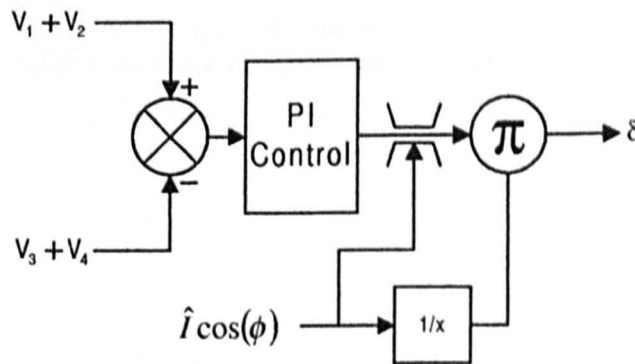 V₁ + V₂
+
PI
Control
π
δ
−
V₃ + V₄
Î cos(φ)
1/x